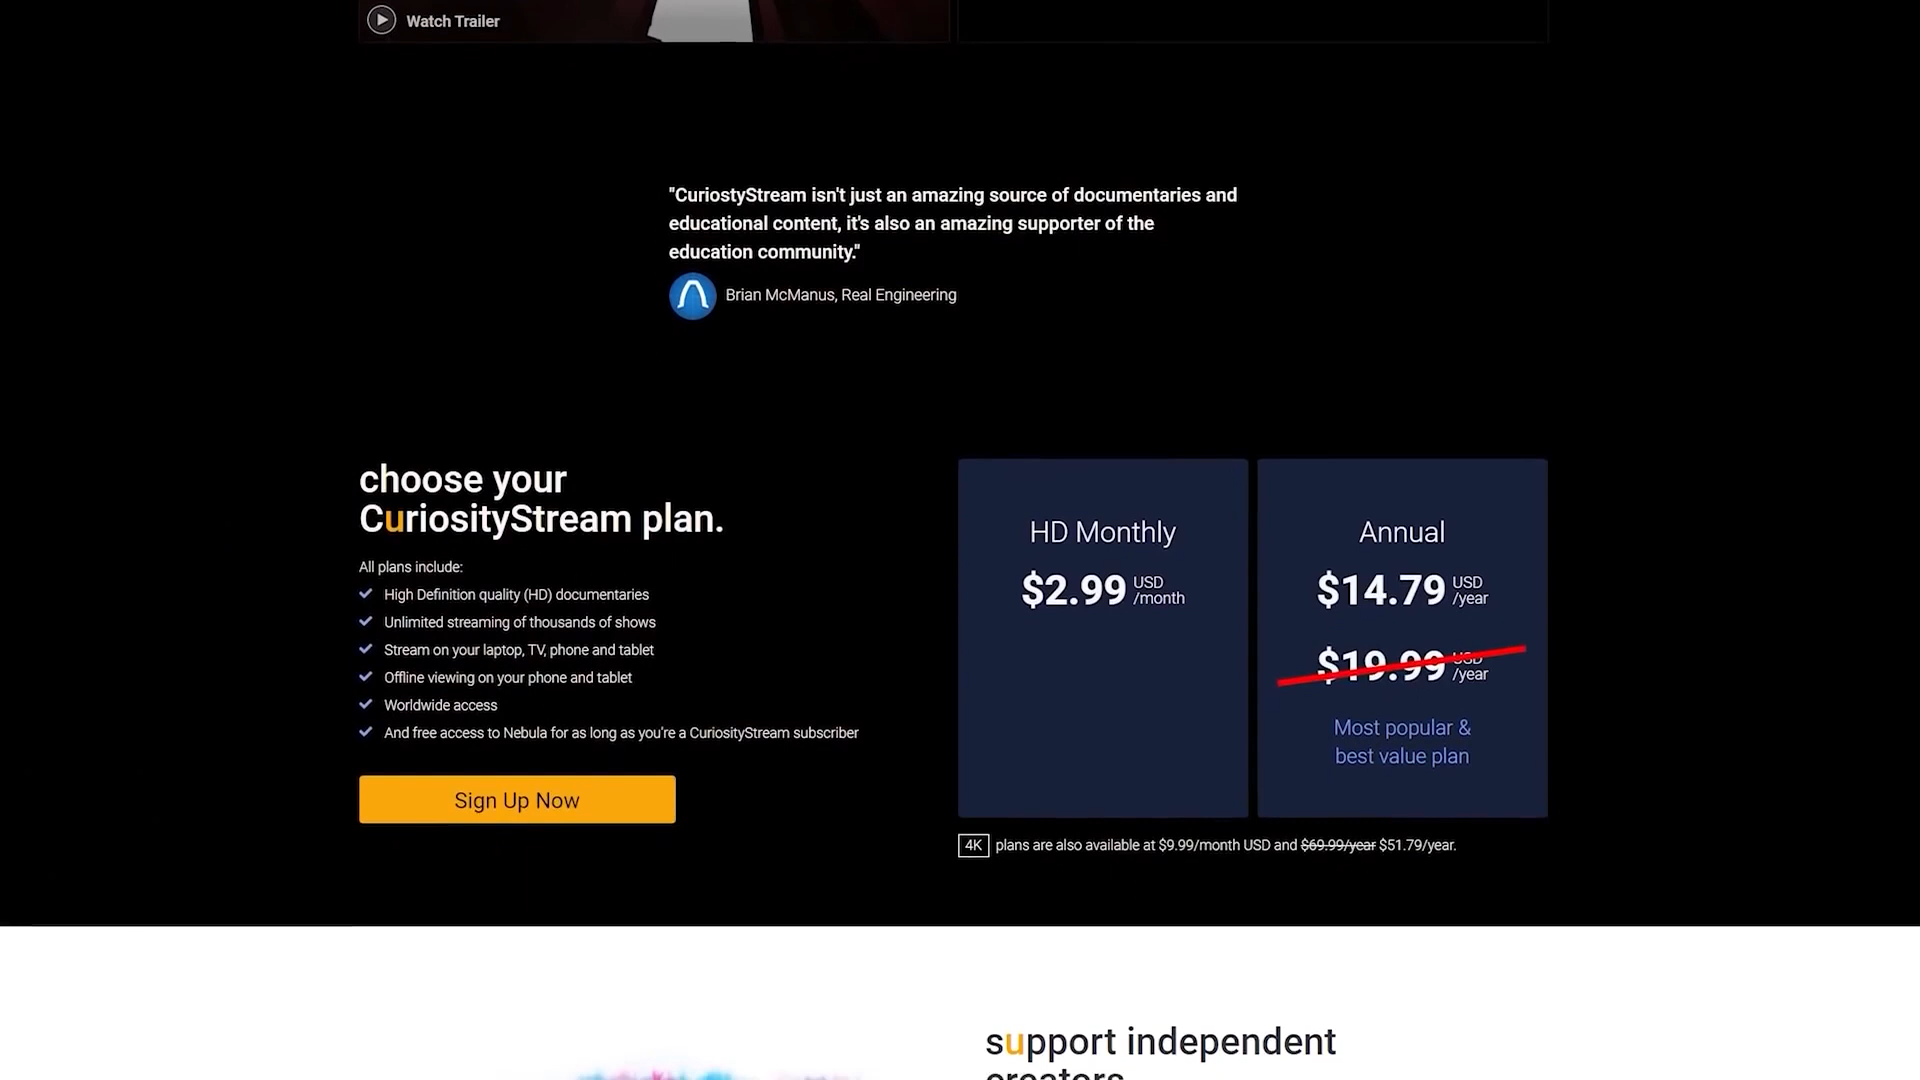 Watch Trailer
"CuriostyStream isn't just an amazing source of documentaries and
educational content, it's also an amazing supporter of the
education community."
Brian McManus, Real Engineering
choose your
CuriosityStream plan.
All plans include:
High Definition quality (HD) documentaries
Unlimited streaming of thousands of shows
Stream on your laptop, TV, phone and tablet
Offline viewing on your phone and tablet
Worldwide access
And free access to Nebula for as long as you're a CuriosityStream subscriber
Sign Up Now
HD Monthly
$2.99 USD /month
Annual
$14.79 USD /year
$19.99 USD /year
Most popular &
best value plan
4K plans are also available at $9.99/month USD and $69.99/year $51.79/year.
support independent
creators